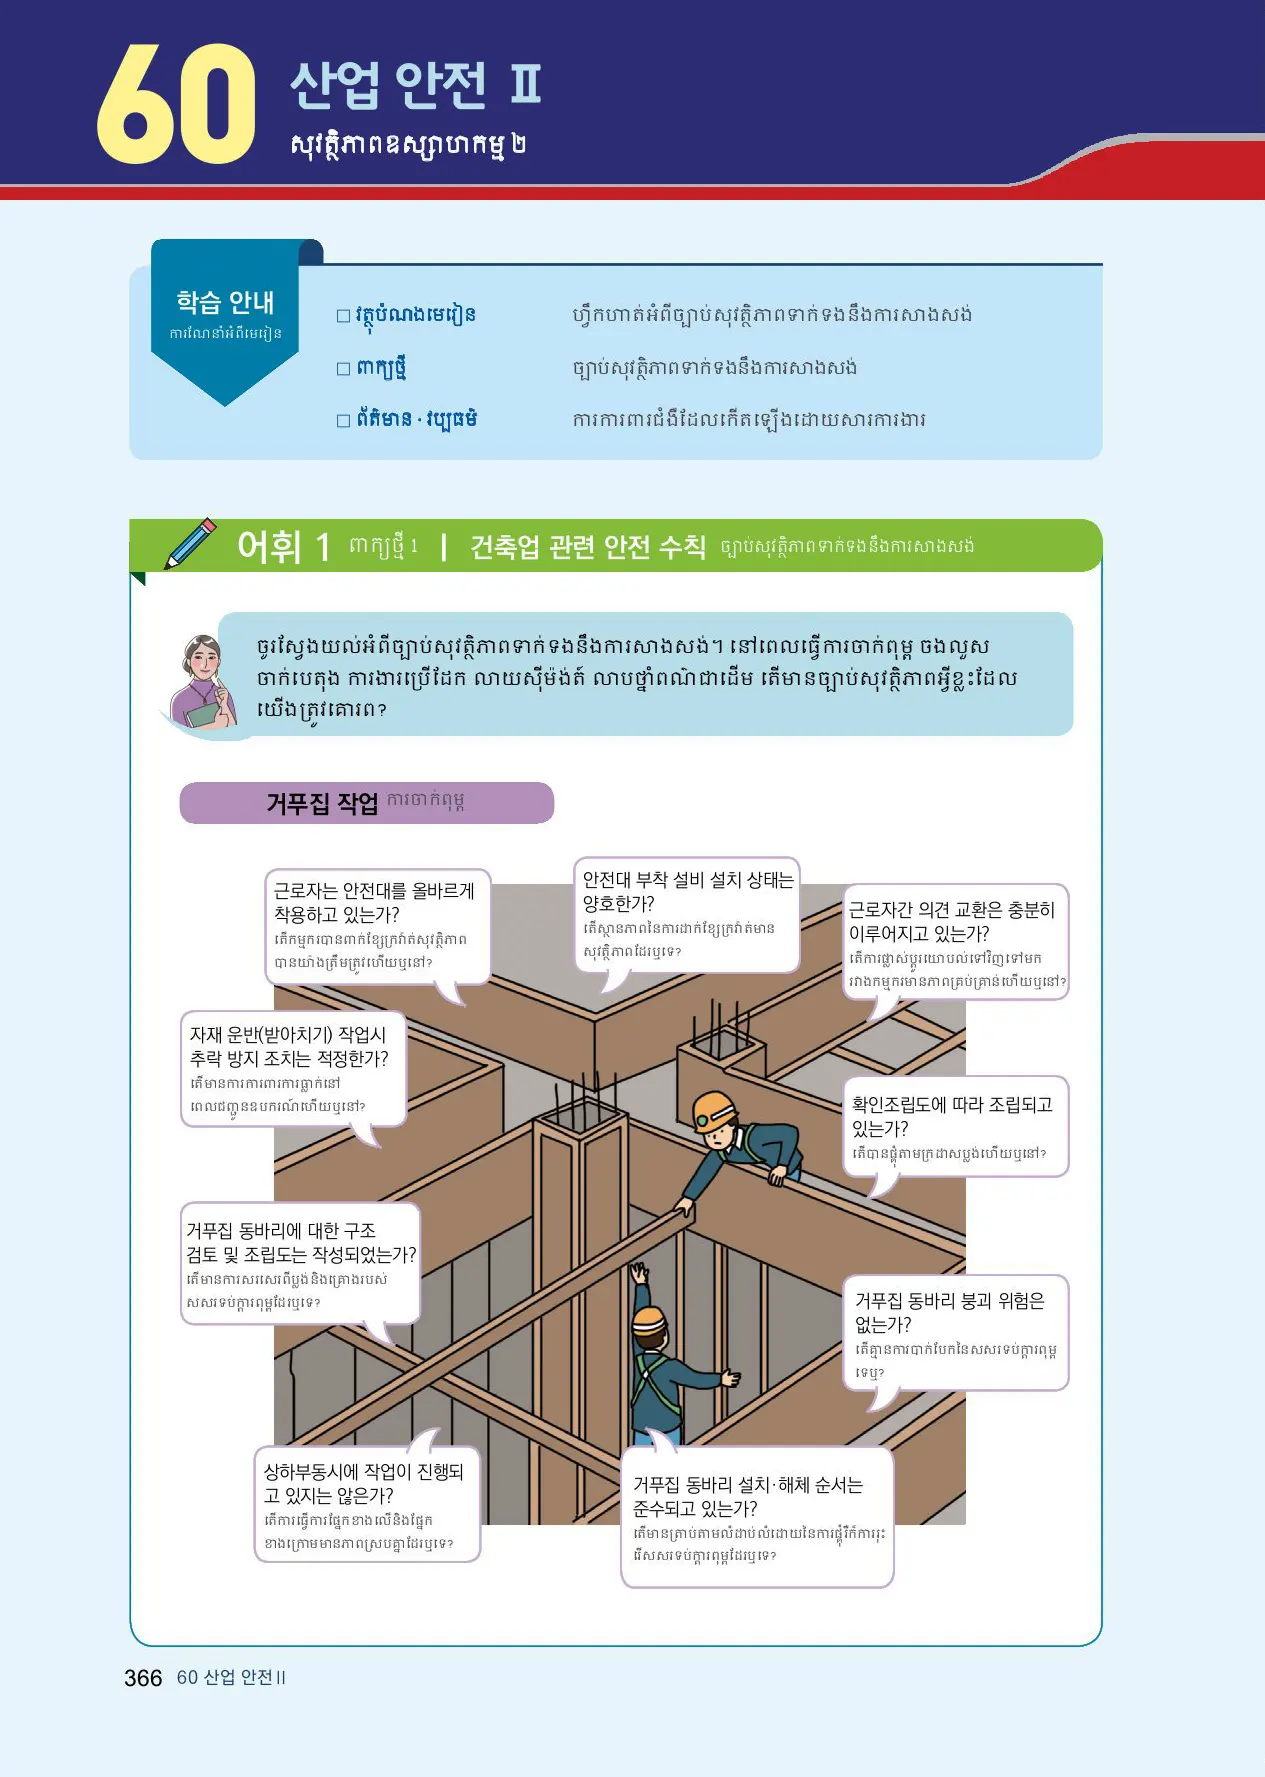 60
산업 안전 Ⅱ
សុវត្ថិភាពឧស្សាហកម្ម ២
학습 안내
ការណែនាំអំពីមេរៀន
□ វត្ថុបំណងមេរៀន ហ្វឹកហាត់អំពីច្បាប់សុវត្ថិភាពទាក់ទងនឹងការសាងសង់
□ ពាក្យថ្មី ច្បាប់សុវត្ថិភាពទាក់ទងនឹងការសាងសង់
□ ព័ត៌មាន · វប្បធម៌ ការការពារជំងឺដែលកើតឡើងដោយសារការងារ
어휘 1 ពាក្យថ្មី 1 | 건축업 관련 안전 수칙 ច្បាប់សុវត្ថិភាពទាក់ទងនឹងការសាងសង់
ចូរស្វែងយល់អំពីច្បាប់សុវត្ថិភាពទាក់ទងនឹងការសាងសង់។ នៅពេលធ្វើការចាក់ពុម្ព ចងលួស
ចាក់បេតុង ការងារប្រើដែក លាយស៊ីម៉ង់ត៍ លាបថ្នាំពណ៌ជាដើម តើមានច្បាប់សុវត្ថិភាពអ្វីខ្លះដែល
យើងត្រូវគោរព?
거푸집 작업 ការចាក់ពុម្ព
근로자는 안전대를 올바르게
착용하고 있는가?
តើកម្មករបានពាក់ខ្សែក្រវ៉ាត់សុវត្ថិភាព
បានយ៉ាងត្រឹមត្រូវហើយឬនៅ?
안전대 부착 설비 설치 상태는
양호한가?
តើស្ថានភាពនៃការដាក់ខ្សែក្រវ៉ាត់មាន
សុវត្ថិភាពដែរឬទេ?
근로자간 의견 교환은 충분히
이루어지고 있는가?
តើការផ្លាស់ប្តូរយោបល់ទៅវិញទៅមក
រវាងកម្មករមានភាពគ្រប់គ្រាន់ហើយឬនៅ?
자재 운반(받아치기) 작업시
추락 방지 조치는 적정한가?
តើមានការការពារការធ្លាក់នៅ
ពេលជញ្ជូនឧបករណ៍ហើយឬនៅ?
확인조립도에 따라 조립되고
있는가?
តើបានផ្គុំតាមក្រដាសប្លង់ហើយឬនៅ?
거푸집 동바리에 대한 구조
검토 및 조립도는 작성되었는가?
តើមានការសរសេរពីប្លង់និងគ្រោងរបស់
សសរទប់ក្តារពុម្ពដែរឬទេ?
거푸집 동바리 붕괴 위험은
없는가?
តើគ្មានការបាក់បែកនៃសសរទប់ក្តារពុម្ព
ទេឬ?
상하부동시에 작업이 진행되
고 있지는 않은가?
តើការធ្វើការផ្នែកខាងលើនិងផ្នែក
ខាងក្រោមមានភាពស្របគ្នាដែរឬទេ?
거푸집 동바리 설치·해체 순서는
준수되고 있는가?
តើមានត្រាប់តាមលំដាប់លំដោយនៃការផ្គុំរឺក៏ការរុះ
រើសសរទប់ក្តារពុម្ពដែរឬទេ?
366 60 산업 안전Ⅱ